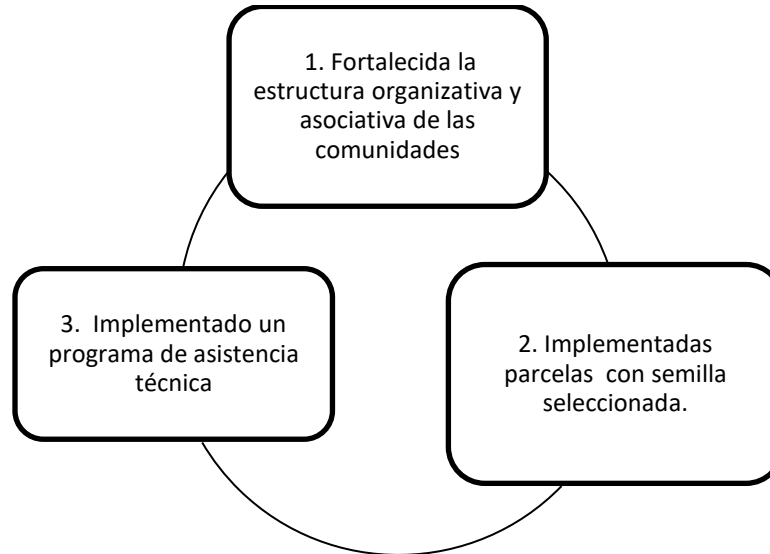 1. Fortalecida la
estructura organizativa y
asociativa de las
comunidades
2. Implementadas
parcelas  con semilla
seleccionada.
3.  Implementado un
programa de asistencia
técnica